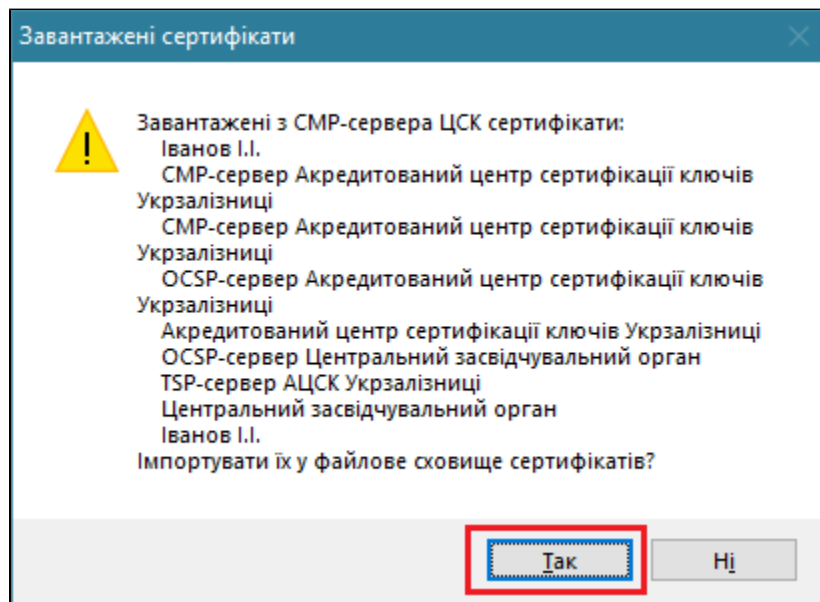 Завантажені сертифікати
Завантажені з CMP-сервера ЦСК сертифікати:
Іванов І.І.
CMP-сервер Акредитований центр сертифікації ключів
Укрзалізниці
CMP-сервер Акредитований центр сертифікації ключів
Укрзалізниці
OCSP-сервер Акредитований центр сертифікації ключів
Укрзалізниці
Акредитований центр сертифікації ключів Укрзалізниці
OCSP-сервер Центральний засвідчувальний орган
TSP-сервер АЦСК Укрзалізниці
Центральний засвідчувальний орган
Іванов І.І.
Імпортувати їх у файлове сховище сертифікатів?
Так
Ні